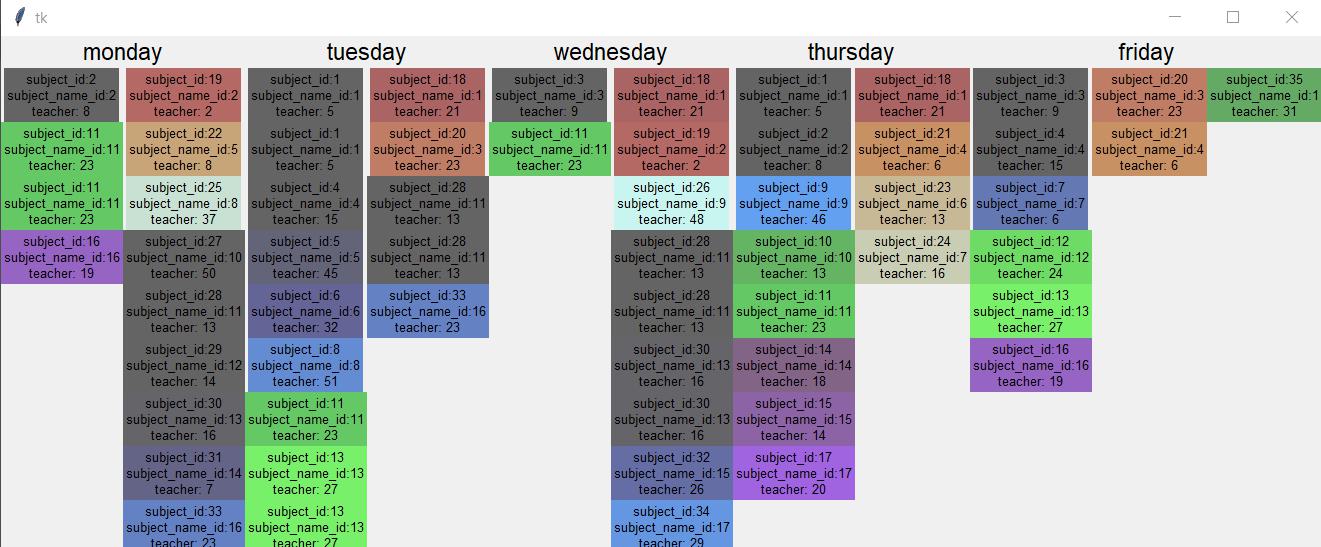 tk
monday
subject_id:2
subject_name_id:2
teacher: 8
subject_id:11
subject_name_id:11
teacher: 23
subject_id:11
subject_name_id:11
teacher: 23
subject_id:16
subject_name_id:16
teacher: 19
subject_id:19
subject_name_id:2
teacher: 2
subject_id:22
subject_name_id:5
teacher: 8
subject_id:25
subject_name_id:8
teacher: 37
subject_id:27
subject_name_id:10
teacher: 50
subject_id:28
subject_name_id:11
teacher: 13
subject_id:29
subject_name_id:12
teacher: 14
subject_id:30
subject_name_id:13
teacher: 16
subject_id:31
subject_name_id:14
teacher: 7
subject_id:33
subject_name_id:16
teacher: 23
tuesday
subject_id:1
subject_name_id:1
teacher: 5
subject_id:1
subject_name_id:1
teacher: 5
subject_id:4
subject_name_id:4
teacher: 15
subject_id:5
subject_name_id:5
teacher: 45
subject_id:6
subject_name_id:6
teacher: 32
subject_id:8
subject_name_id:8
teacher: 51
subject_id:11
subject_name_id:11
teacher: 23
subject_id:13
subject_name_id:13
teacher: 27
subject_id:13
subject_name_id:13
teacher: 27
subject_id:18
subject_name_id:1
teacher: 21
subject_id:20
subject_name_id:3
teacher: 23
subject_id:28
subject_name_id:11
teacher: 13
subject_id:28
subject_name_id:11
teacher: 13
subject_id:33
subject_name_id:16
teacher: 23
wednesday
subject_id:3
subject_name_id:3
teacher: 9
subject_id:11
subject_name_id:11
teacher: 23
subject_id:18
subject_name_id:1
teacher: 21
subject_id:19
subject_name_id:2
teacher: 2
subject_id:26
subject_name_id:9
teacher: 48
subject_id:28
subject_name_id:11
teacher: 13
subject_id:28
subject_name_id:11
teacher: 13
subject_id:30
subject_name_id:13
teacher: 16
subject_id:30
subject_name_id:13
teacher: 16
subject_id:32
subject_name_id:15
teacher: 26
subject_id:34
subject_name_id:17
teacher: 29
thursday
subject_id:1
subject_name_id:1
teacher: 5
subject_id:2
subject_name_id:2
teacher: 8
subject_id:9
subject_name_id:9
teacher: 46
subject_id:10
subject_name_id:10
teacher: 13
subject_id:11
subject_name_id:11
teacher: 23
subject_id:14
subject_name_id:14
teacher: 18
subject_id:15
subject_name_id:15
teacher: 14
subject_id:17
subject_name_id:17
teacher: 20
subject_id:18
subject_name_id:1
teacher: 21
subject_id:21
subject_name_id:4
teacher: 6
subject_id:23
subject_name_id:6
teacher: 13
subject_id:24
subject_name_id:7
teacher: 16
friday
subject_id:3
subject_name_id:3
teacher: 9
subject_id:4
subject_name_id:4
teacher: 15
subject_id:7
subject_name_id:7
teacher: 6
subject_id:12
subject_name_id:12
teacher: 24
subject_id:13
subject_name_id:13
teacher: 27
subject_id:16
subject_name_id:16
teacher: 19
subject_id:20
subject_name_id:3
teacher: 23
subject_id:21
subject_name_id:4
teacher: 6
subject_id:35
subject_name_id:1
teacher: 31